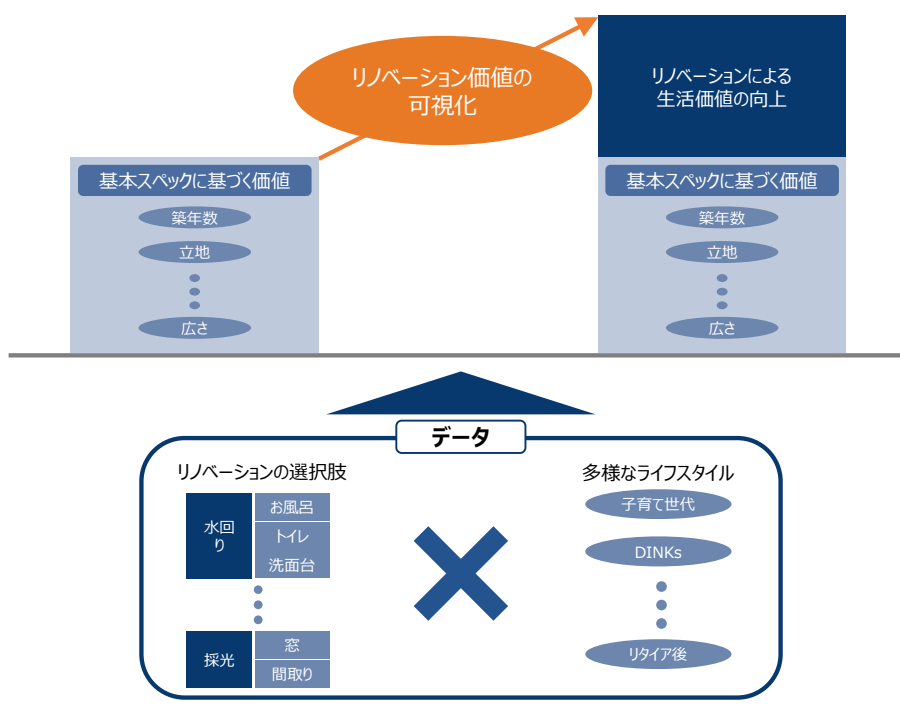 リノベーション価値の
可視化
リノベーションによる
生活価値の向上
基本スペックに基づく価値
築年数
立地
広さ
基本スペックに基づく価値
築年数
立地
広さ
データ
リノベーションの選択肢
水回
り
お風呂
トイレ
洗面台
採光
窓
間取り
多様なライフスタイル
子育て世代
DINKs
リタイア後